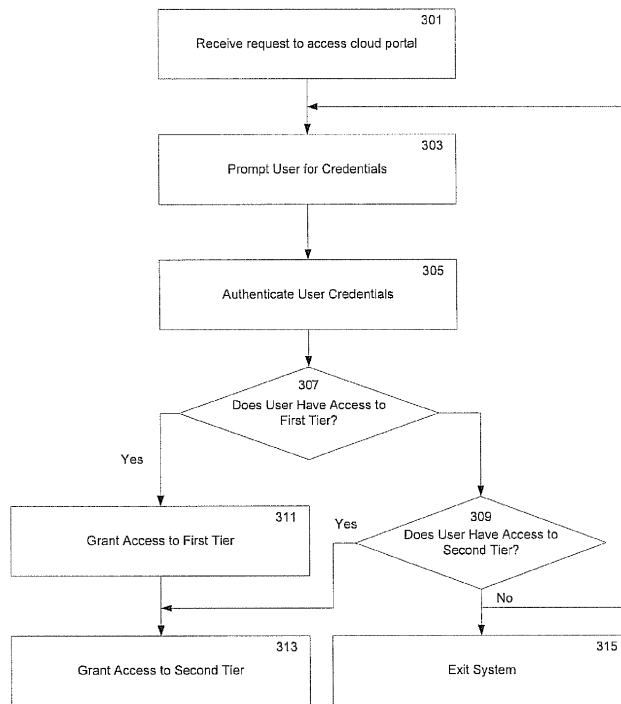 301
Receive request to access cloud portal
303
Prompt User for Credentials
305
Authenticate User Credentials
307
Does User Have Access to
First Tier?
Yes
311
Grant Access to First Tier
Yes
309
Does User Have Access to
Second Tier?
No
313
Grant Access to Second Tier
315
Exit System